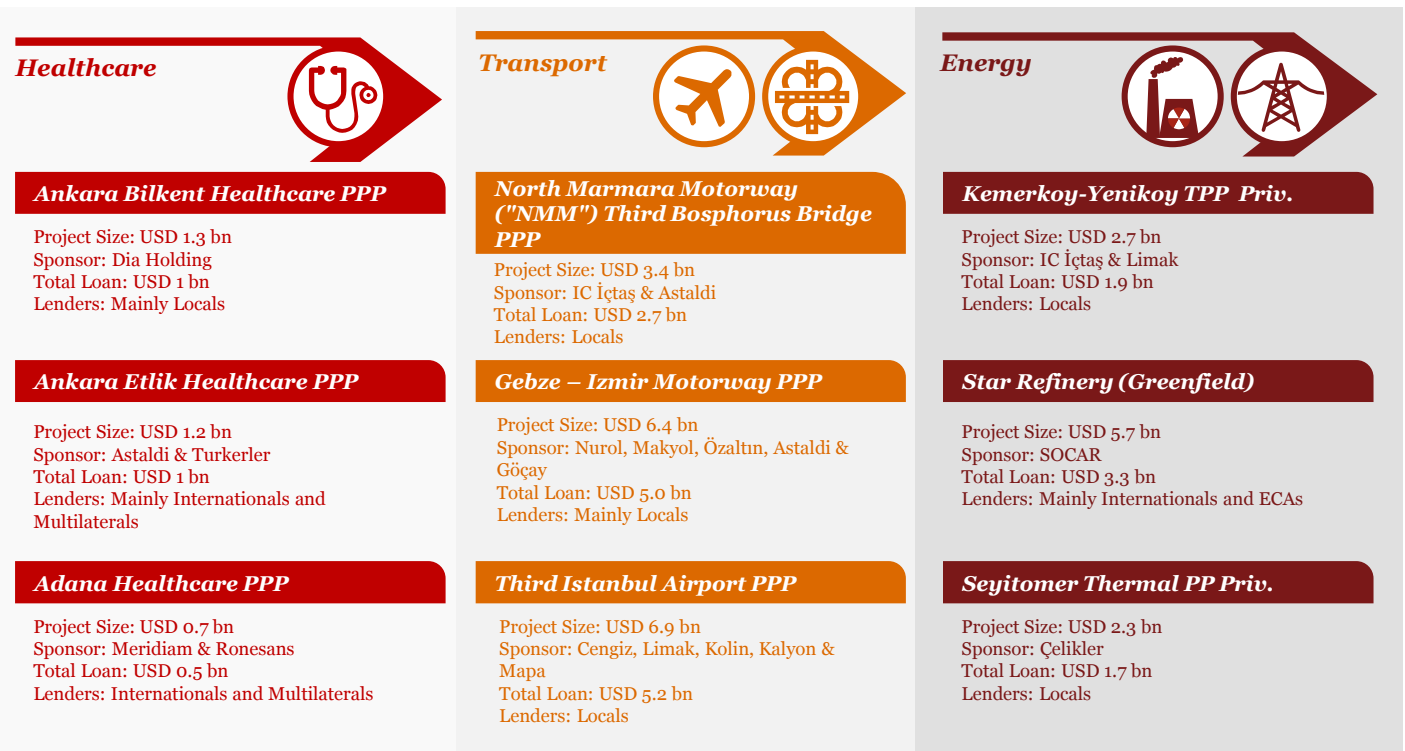 Healthcare
Ankara Bilkent Healthcare PPP
Project Size: USD 1.3 bn
Sponsor: Dia Holding
Total Loan: USD 1 bn
Lenders: Mainly Locals
Ankara Etlik Healthcare PPP
Project Size: USD 1.2 bn
Sponsor: Astaldi & Turkerler
Total Loan: USD 1 bn
Lenders: Mainly Internationals and
Multilaterals
Adana Healthcare PPP
Project Size: USD 0.7 bn
Sponsor: Meridiam & Ronesans
Total Loan: USD 0.5 bn
Lenders: Internationals and Multilaterals
Transport
North Marmara Motorway
("NMM") Third Bosphorus Bridge
PPP
Project Size: USD 3.4 bn
Sponsor: IC İçtaş & Astaldi
Total Loan: USD 2.7 bn
Lenders: Locals
Gebze – Izmir Motorway PPP
Project Size: USD 6.4 bn
Sponsor: Nurol, Makyol, Özaltın, Astaldi &
Göçay
Total Loan: USD 5.0 bn
Lenders: Mainly Locals
Third Istanbul Airport PPP
Project Size: USD 6.9 bn
Sponsor: Cengiz, Limak, Kolin, Kalyon &
Mapa
Total Loan: USD 5.2 bn
Lenders: Locals
Energy
Kemerkoy-Yenikoy TPP Priv.
Project Size: USD 2.7 bn
Sponsor: IC İçtaş & Limak
Total Loan: USD 1.9 bn
Lenders: Locals
Star Refinery (Greenfield)
Project Size: USD 5.7 bn
Sponsor: SOCAR
Total Loan: USD 3.3 bn
Lenders: Mainly Internationals and ECAs
Seyitomer Thermal PP Priv.
Project Size: USD 2.3 bn
Sponsor: Çelikler
Total Loan: USD 1.7 bn
Lenders: Locals